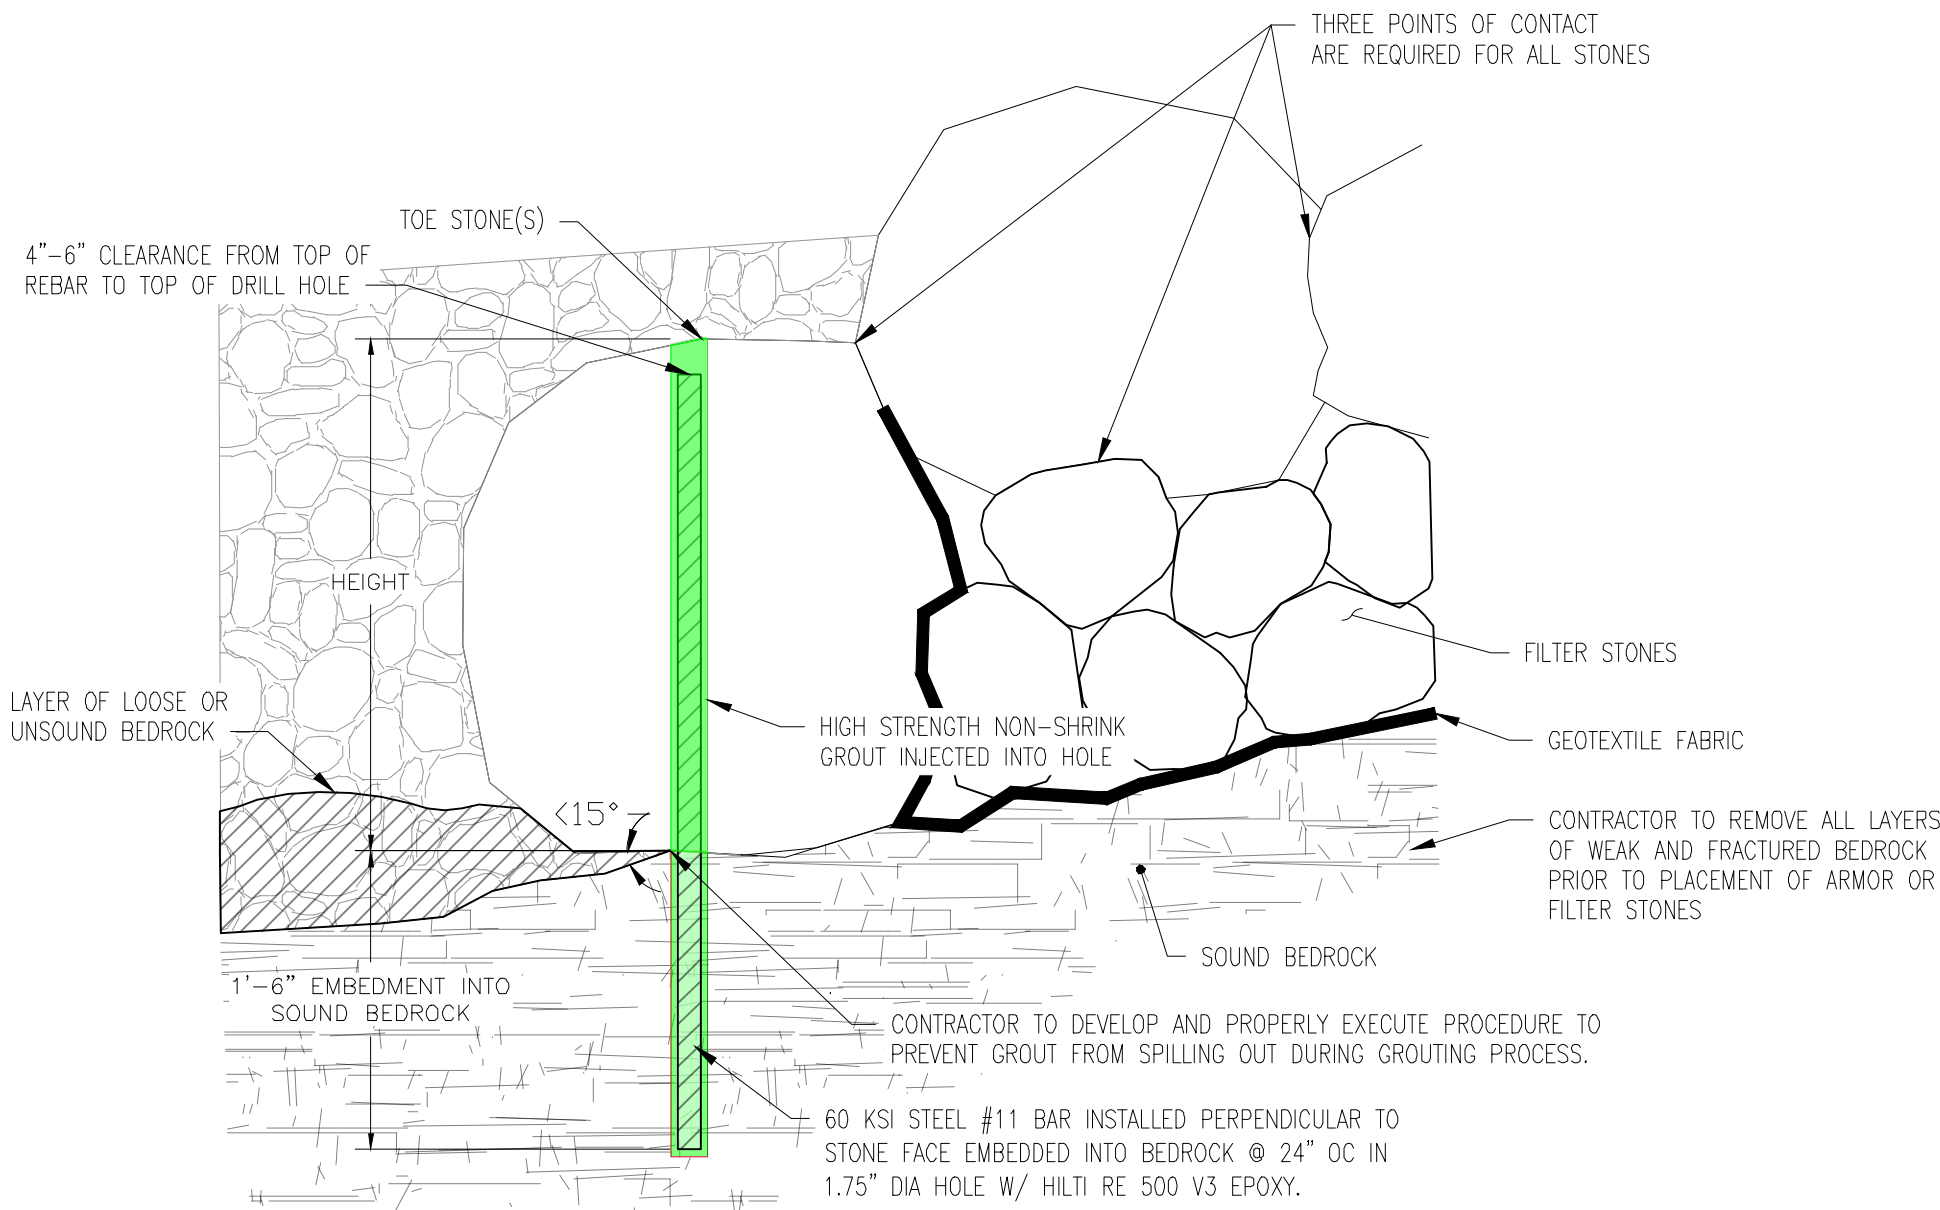 THREE POINTS OF CONTACT
ARE REQUIRED FOR ALL STONES
TOE STONE(S)
4"-6" CLEARANCE FROM TOP OF
REBAR TO TOP OF DRILL HOLE
HEIGHT
FILTER STONES
LAYER OF LOOSE OR
UNSOUND BEDROCK
HIGH STRENGTH NON-SHRINK
GROUT INJECTED INTO HOLE
GEOTEXTILE FABRIC
<15°
CONTRACTOR TO REMOVE ALL LAYERS
OF WEAK AND FRACTURED BEDROCK
PRIOR TO PLACEMENT OF ARMOR OR
FILTER STONES
SOUND BEDROCK
1'-6" EMBEDMENT INTO
SOUND BEDROCK
CONTRACTOR TO DEVELOP AND PROPERLY EXECUTE PROCEDURE TO
PREVENT GROUT FROM SPILLING OUT DURING GROUTING PROCESS.
60 KSI STEEL #11 BAR INSTALLED PERPENDICULAR TO
STONE FACE EMBEDDED INTO BEDROCK @ 24" OC IN
1.75" DIA HOLE W/ HILTI RE 500 V3 EPOXY.